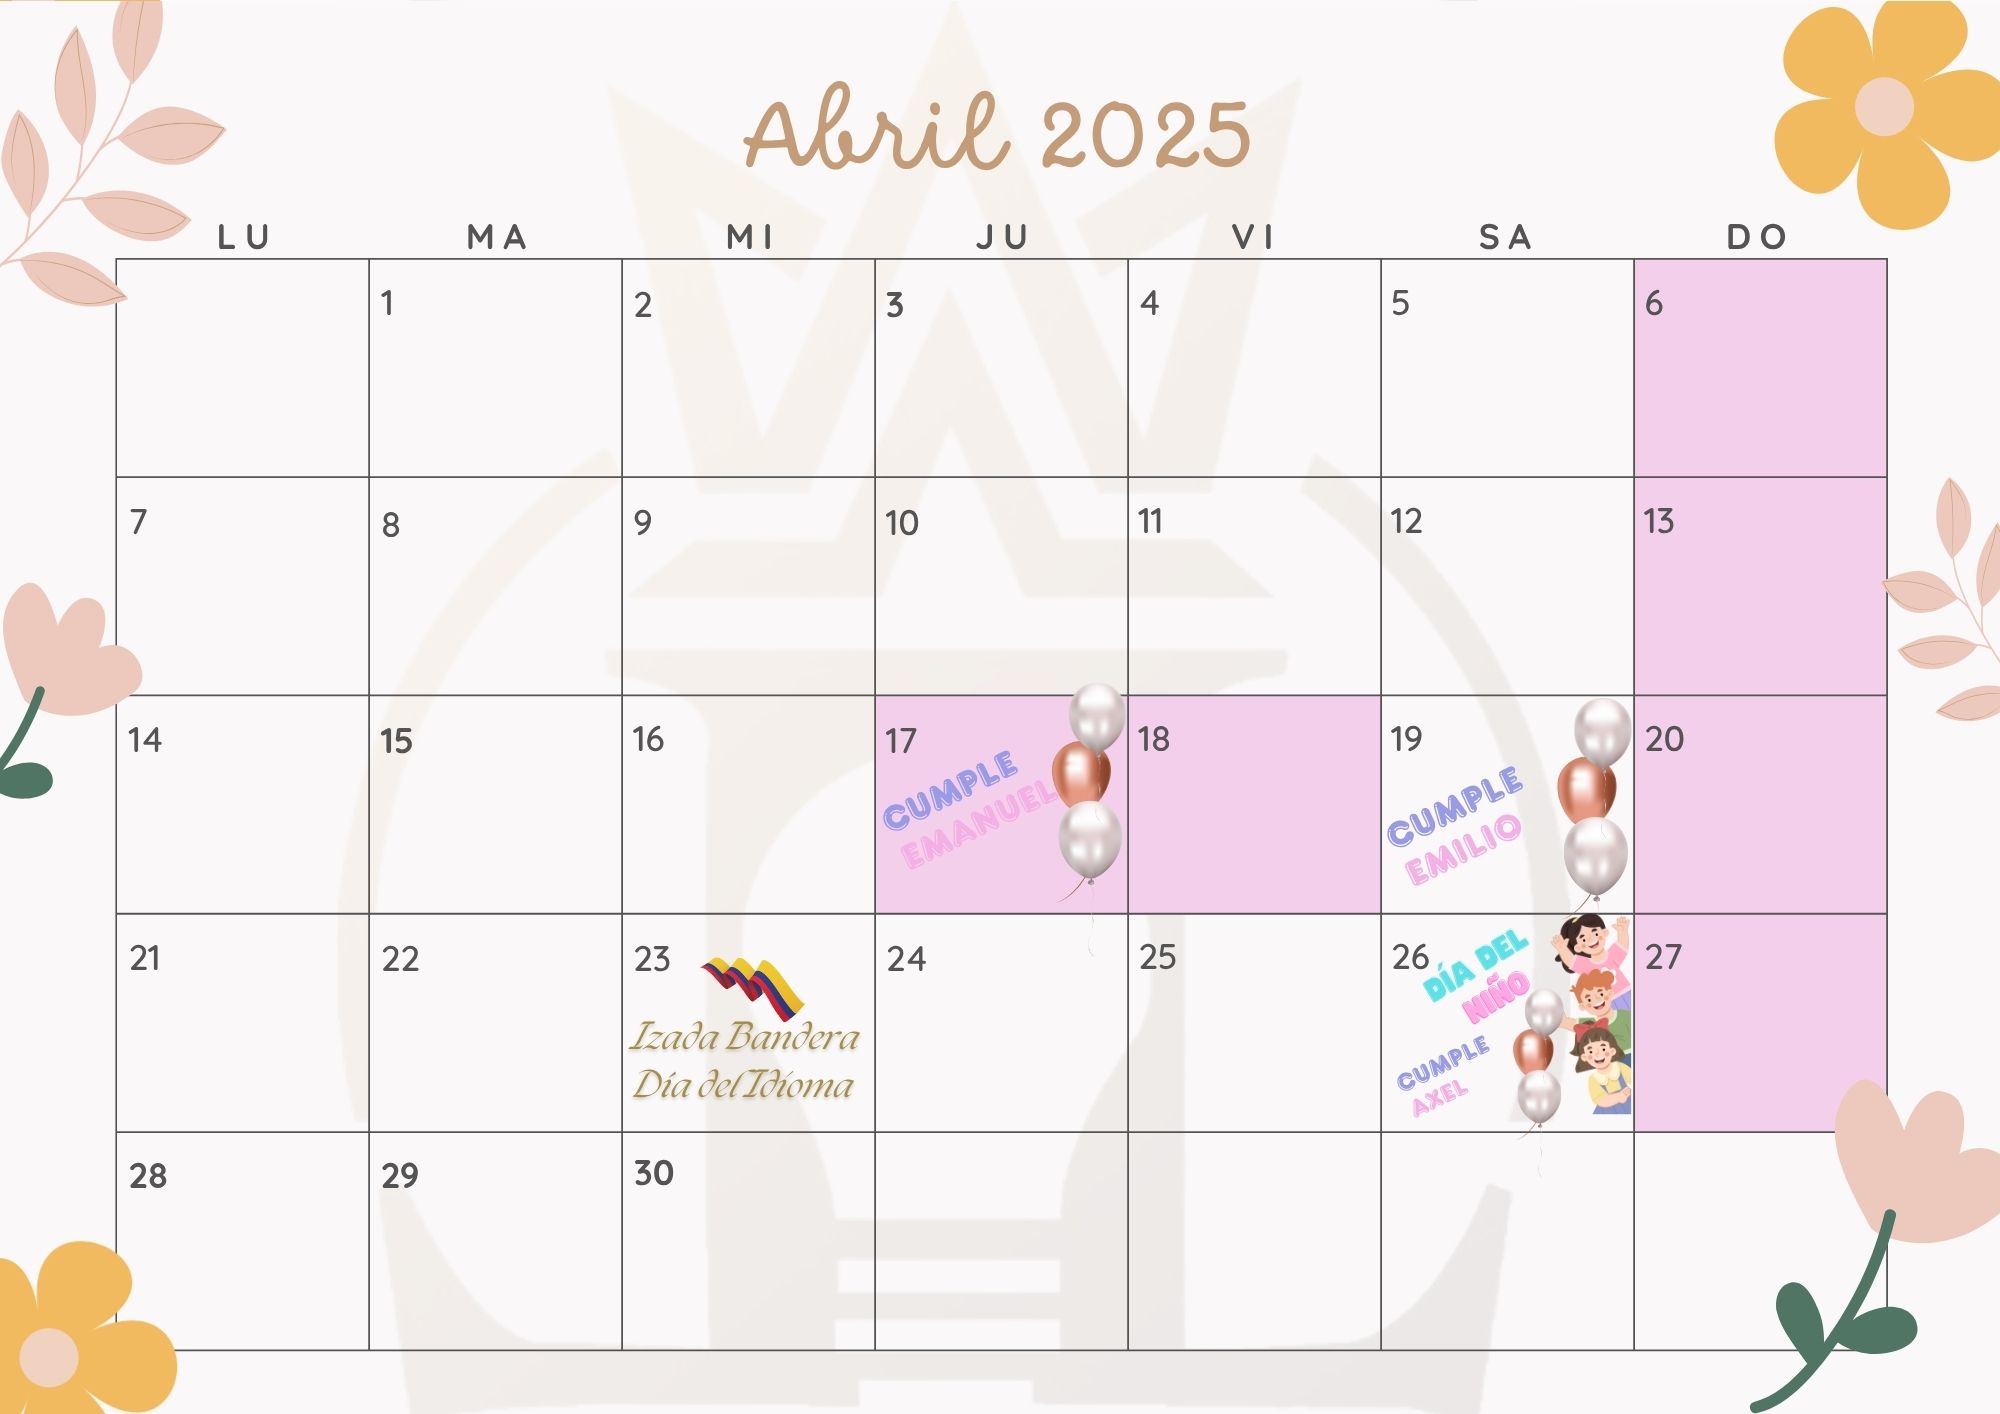 Abril 2025
LU MA MI JU VI SA DO
1 2 3 4 5 6
7 8 9 10 11 12 13
14 15 16 17 18 19 20
CUMPLE
EMANUEL
CUMPLE
EMILIO
21 22 23 24 25 26 27
Izada Bandera
Día del Idioma
DÍA DEL
NIÑO
CUMPLE
AXEL
28 29 30